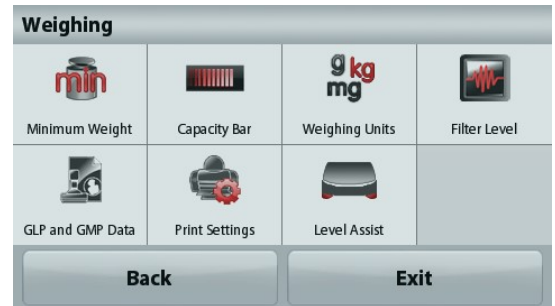 Weighing
min
g kg
mg
Minimum Weight
Capacity Bar
Weighing Units
Filter Level
GLP and GMP Data
Print Settings
Level Assist
Back
Exit